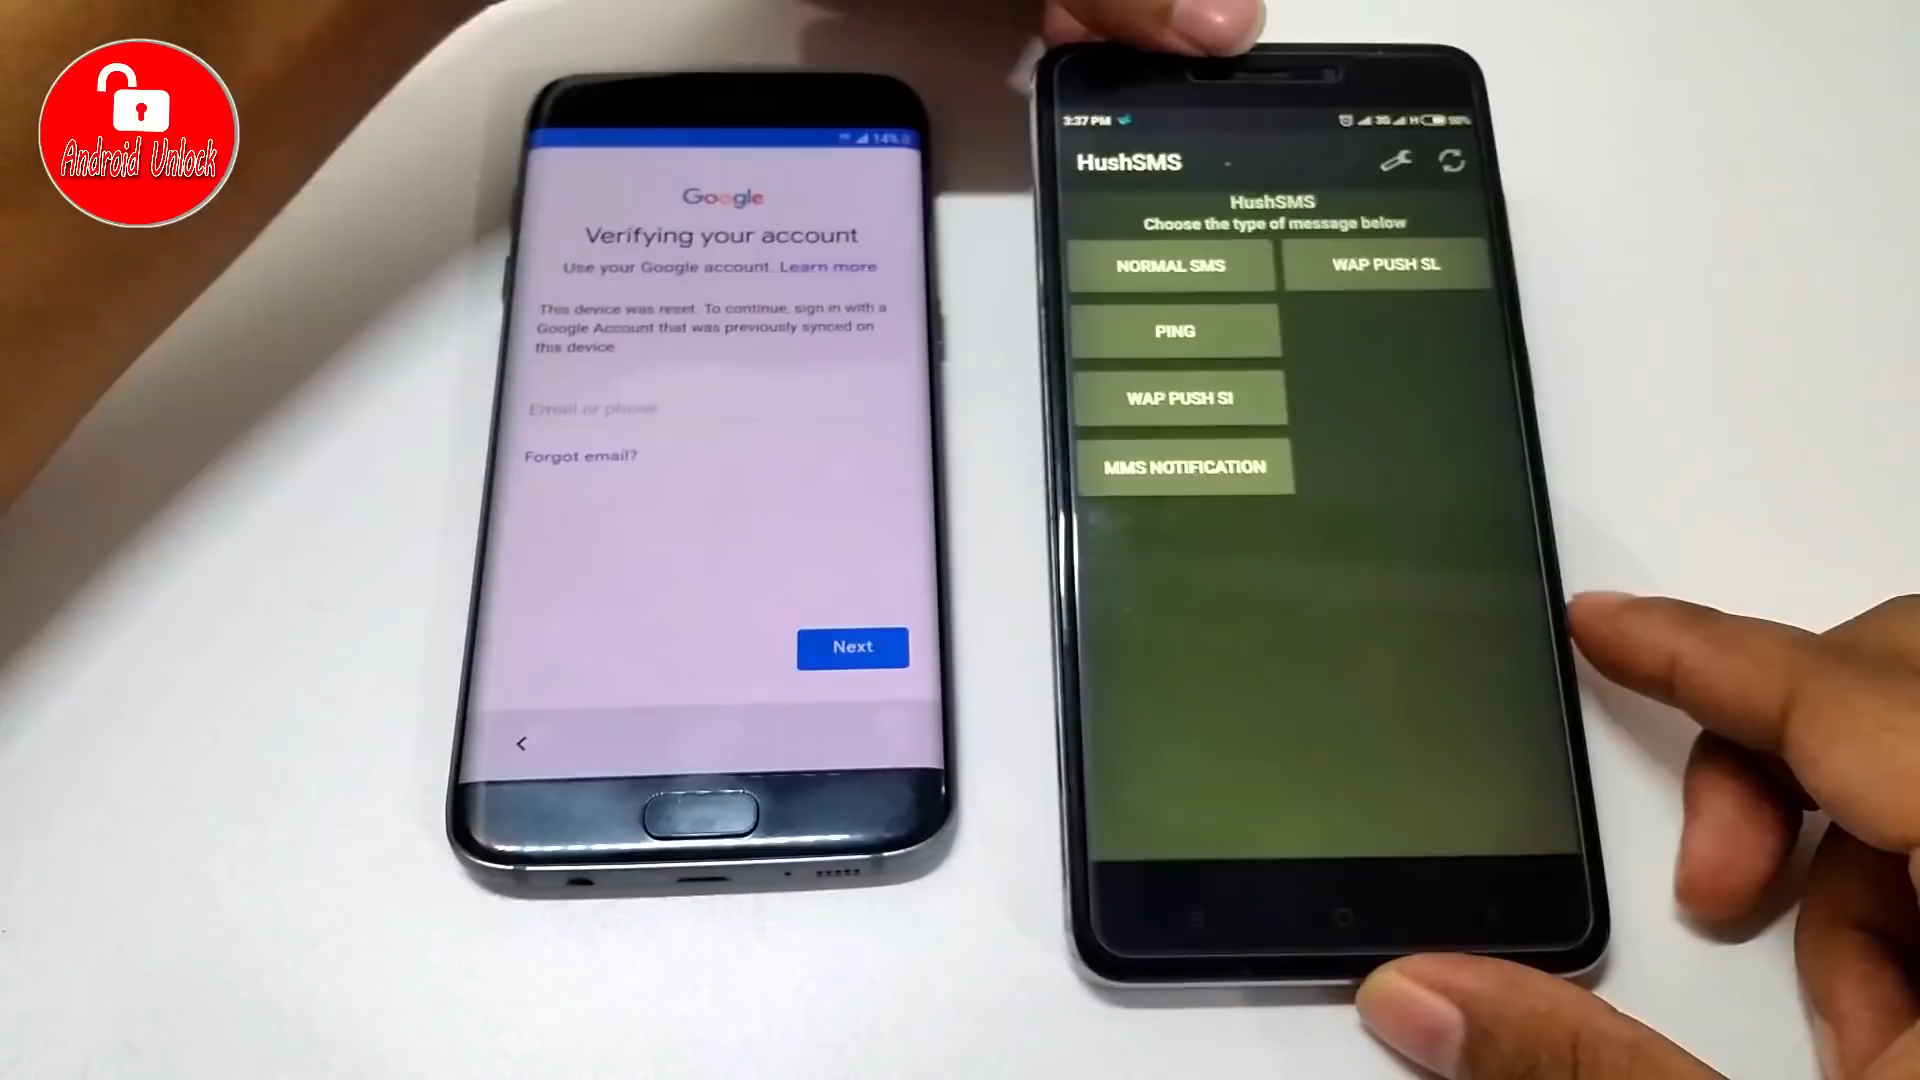 Android Unlock
14%
Google
Verifying your account
Use your Google account. Learn more
This device was reset. To continue, sign in with a
Google Account that was previously synced on
this device.
Email or phone
Forgot email?
Next
3:37 PM
3G
H
HushSMS
HushSMS
Choose the type of message below
NORMAL SMS
WAP PUSH SL
PING
WAP PUSH SI
MMS NOTIFICATION